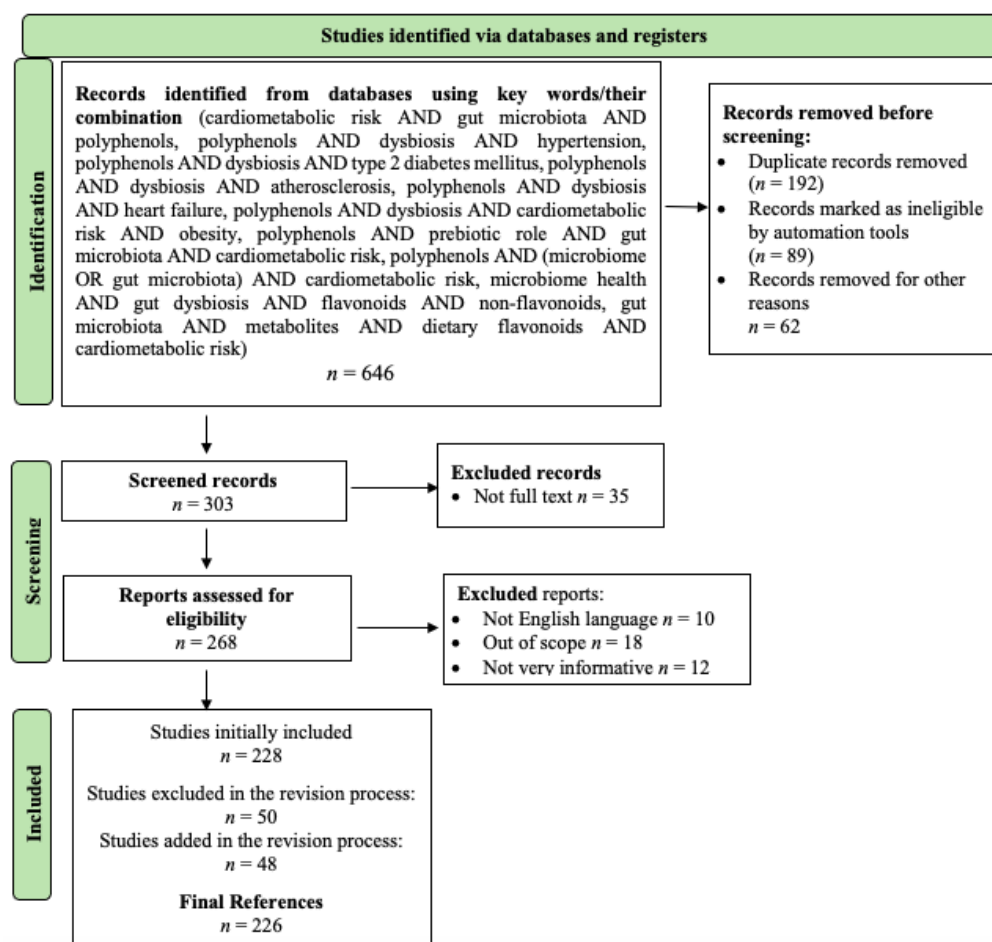 Studies identified via databases and registers
Identification
Records identified from databases using key words/their
combination (cardiometabolic risk AND gut microbiota AND
polyphenols, polyphenols AND dysbiosis AND hypertension,
polyphenols AND dysbiosis AND type 2 diabetes mellitus, polyphenols
AND dysbiosis AND atherosclerosis, polyphenols AND dysbiosis
AND heart failure, polyphenols AND dysbiosis AND cardiometabolic
risk AND obesity, polyphenols AND prebiotic role AND gut
microbiota AND cardiometabolic risk, polyphenols AND (microbiome
OR gut microbiota) AND cardiometabolic risk, microbiome health
AND gut dysbiosis AND flavonoids AND non-flavonoids, gut
microbiota AND metabolites AND dietary flavonoids AND
cardiometabolic risk)
n = 646
Records removed before
screening:
• Duplicate records removed
(n = 192)
• Records marked as ineligible
by automation tools
(n = 89)
• Records removed for other
reasons
n = 62
Screening
Screened records
n = 303
Excluded records
• Not full text n = 35
Reports assessed for
eligibility
n = 268
Excluded reports:
• Not English language n = 10
• Out of scope n = 18
• Not very informative n = 12
Included
Studies initially included
n = 228
Studies excluded in the revision process:
n = 50
Studies added in the revision process:
n = 48
Final References
n = 226